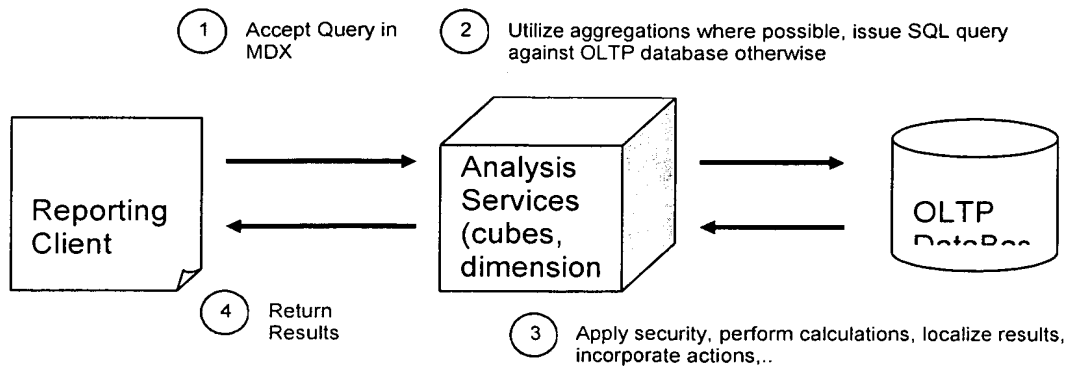 1 Accept Query in
MDX
2 Utilize aggregations where possible, issue SQL query
against OLTP database otherwise
Reporting
Client
Analysis
Services
(cubes,
dimension
OLTP
4 Return
Results
3 Apply security, perform calculations, localize results,
incorporate actions,..